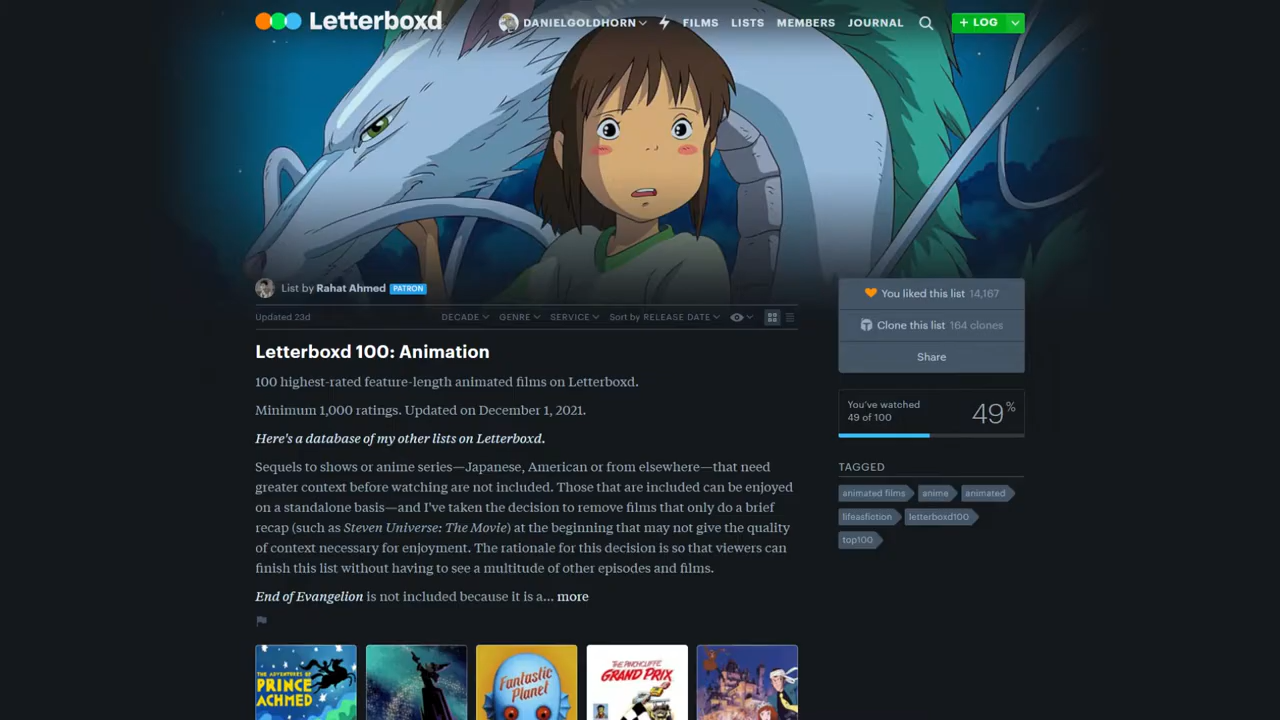 Letterboxd
DANIELGOLDHORN FILMS LISTS MEMBERS JOURNAL + LOG
List by Rahat Ahmed PATRON
Updated 23d DECADE GENRE SERVICE Sort by RELEASE DATE
Letterboxd 100: Animation
100 highest-rated feature-length animated films on Letterboxd.
Minimum 1,000 ratings. Updated on December 1, 2021.
Here's a database of my other lists on Letterboxd.
Sequels to shows or anime series—Japanese, American or from elsewhere—that need
greater context before watching are not included. Those that are included can be enjoyed
on a standalone basis—and I've taken the decision to remove films that only do a brief
recap (such as Steven Universe: The Movie) at the beginning that may not give the quality
of context necessary for enjoyment. The rationale for this decision is so that viewers can
finish this list without having to see a multitude of other episodes and films.
End of Evangelion is not included because it is a... more
You liked this list 14,167
Clone this list 164 clones
Share
You've watched
49 of 100
49%
TAGGED
animated films anime animated
lifeasfiction letterboxd100
top100
THE ADVENTURES OF
PRINCE
ACHMED
Fantastic
Planet
THE PINCHCLIFFE
GRAND PRIX